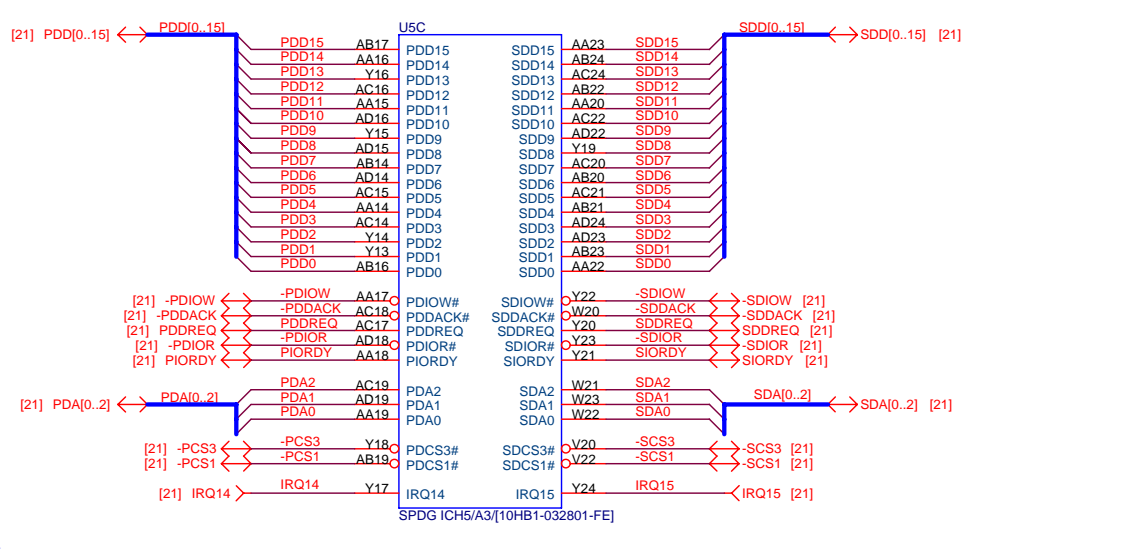 U5C
[21] PDD[0..15] PDD[0..15] SDD[0..15] SDD[0..15] [21]
PDD15 AB17 PDD15 SDD15 AA23 SDD15
PDD14 AA16 PDD14 SDD14 AB24 SDD14
PDD13 Y16 PDD13 SDD13 AC24 SDD13
PDD12 AC16 PDD12 SDD12 AB22 SDD12
PDD11 AA15 PDD11 SDD11 AA20 SDD11
PDD10 AD16 PDD10 SDD10 AC22 SDD10
PDD9 Y15 PDD9 SDD9 AD22 SDD9
PDD8 AD15 PDD8 SDD8 Y19 SDD8
PDD7 AB14 PDD7 SDD7 AC20 SDD7
PDD6 AD14 PDD6 SDD6 AB20 SDD6
PDD5 AC15 PDD5 SDD5 AC21 SDD5
PDD4 AA14 PDD4 SDD4 AB21 SDD4
PDD3 AC14 PDD3 SDD3 AD24 SDD3
PDD2 Y14 PDD2 SDD2 AD23 SDD2
PDD1 Y13 PDD1 SDD1 AB23 SDD1
PDD0 AB16 PDD0 SDD0 AA22 SDD0
[21] -PDIOW -PDIOW AA17 PDIOW# SDIOW# Y22 -SDIOW -SDIOW [21]
[21] -PDDACK -PDDACK AC18 PDDACK# SDDACK# W20 -SDDACK -SDDACK [21]
[21] PDDREQ PDDREQ AC17 PDDREQ SDDREQ Y20 SDDREQ SDDREQ [21]
[21] -PDIOR -PDIOR AD18 PDIOR# SDIOR# Y23 -SDIOR -SDIOR [21]
[21] PIORDY PIORDY AA18 PIORDY SIORDY Y21 SIORDY SIORDY [21]
PDA2 AC19 PDA2 SDA2 W21 SDA2
[21] PDA[0..2] PDA[0..2] PDA1 AD19 PDA1 SDA1 W23 SDA1 SDA[0..2] SDA[0..2] [21]
PDA0 AA19 PDA0 SDA0 W22 SDA0
[21] -PCS3 -PCS3 Y18 PDCS3# SDCS3# V20 -SCS3 -SCS3 [21]
[21] -PCS1 -PCS1 AB19 PDCS1# SDCS1# V22 -SCS1 -SCS1 [21]
[21] IRQ14 IRQ14 Y17 IRQ14 IRQ15 Y24 IRQ15 IRQ15 [21]
SPDG ICH5/A3/[10HB1-032801-FE]